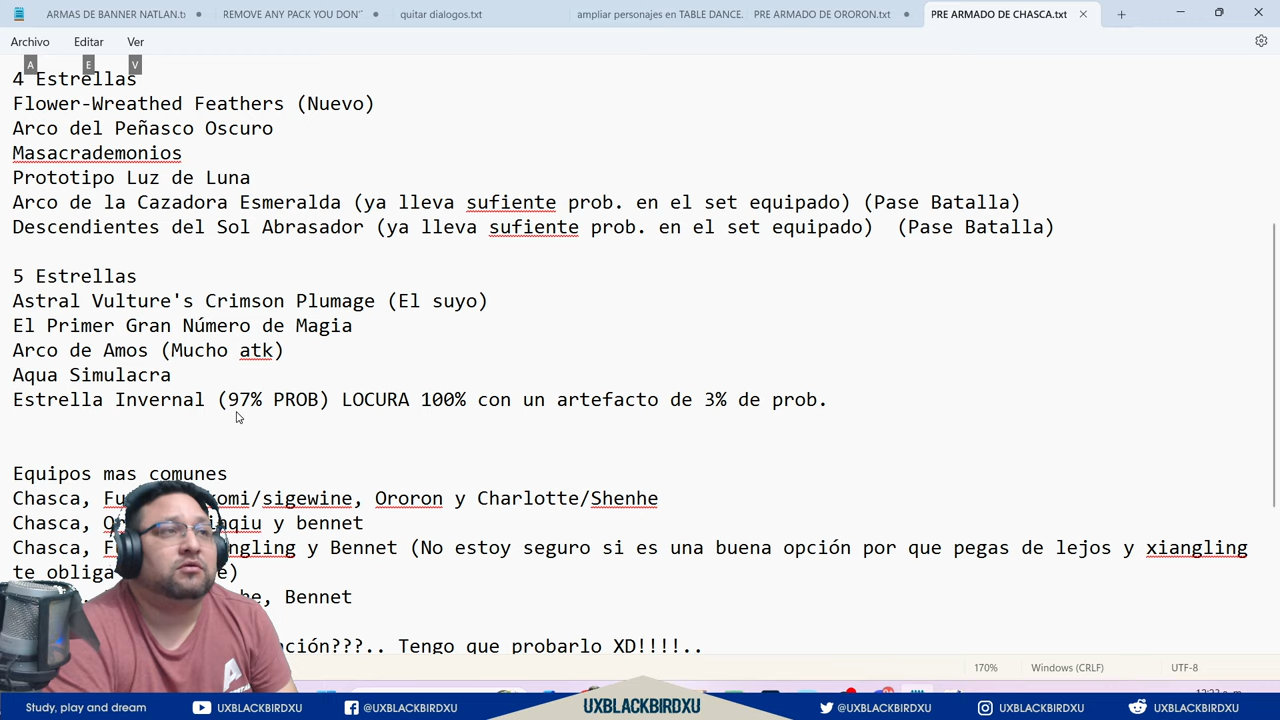 ARMAS DE BANNER NATLAN.t
REMOVE ANY PACK YOU DON'
quitar dialogos.txt
ampliar personajes en TABLE DANCE.
PRE ARMADO DE ORORON.txt
PRE ARMADO DE CHASCA.txt
Archivo Editar Ver
A E V
4 Estrellas
Flower-Wreathed Feathers (Nuevo)
Arco del Peñasco Oscuro
Masacrademonios
Prototipo Luz de Luna
Arco de la Cazadora Esmeralda (ya lleva sufiente prob. en el set equipado) (Pase Batalla)
Descendientes del Sol Abrasador (ya lleva sufiente prob. en el set equipado)  (Pase Batalla)
5 Estrellas
Astral Vulture's Crimson Plumage (El suyo)
El Primer Gran Número de Magia
Arco de Amos (Mucho atk)
Aqua Simulacra
Estrella Invernal (97% PROB) LOCURA 100% con un artefacto de 3% de prob.
Equipos mas comunes
Chasca, komi/sigewine, Ororon y Charlotte/Shenhe
Chasca, y bennet
Chasca, y Bennet (No estoy seguro si es una buena opción por que pegas de lejos y xiangling
te obliga
Bennet
Tengo que probarlo XD!!!!..
170% Windows (CRLF) UTF-8
Study, play and dream UXBLACKBIRDXU @UXBLACKBIRDXU UXBLACKBIRDXU @UXBLACKBIRDXU UXBLACKBIRDXU UXBLACKBIRDXU